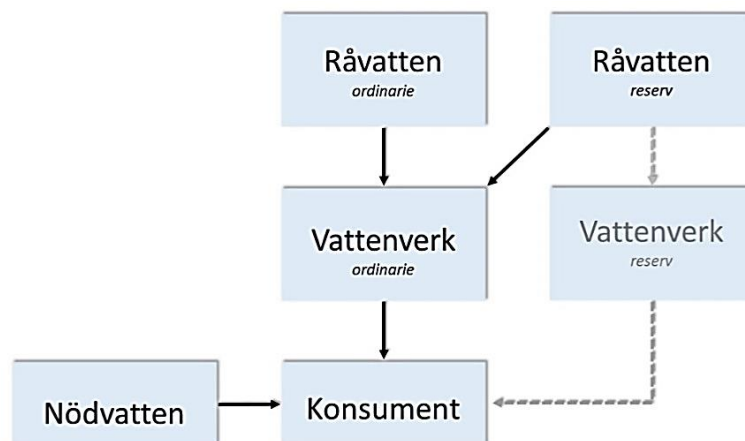 Råvatten
ordinarie
Råvatten
reserv
Vattenverk
ordinarie
Vattenverk
reserv
Nödvatten
Konsument